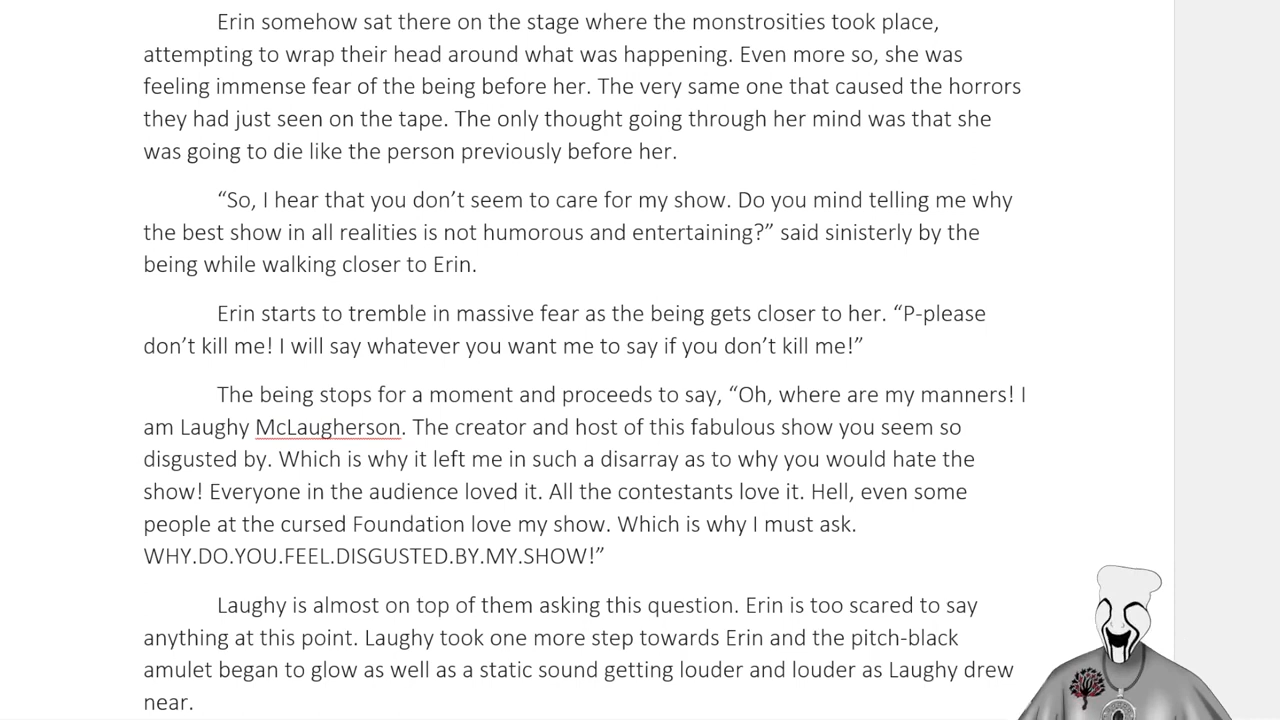 Erin somehow sat there on the stage where the monstrosities took place,
attempting to wrap their head around what was happening. Even more so, she was
feeling immense fear of the being before her. The very same one that caused the horrors
they had just seen on the tape. The only thought going through her mind was that she
was going to die like the person previously before her.
“So, I hear that you don’t seem to care for my show. Do you mind telling me why
the best show in all realities is not humorous and entertaining?” said sinisterly by the
being while walking closer to Erin.
Erin starts to tremble in massive fear as the being gets closer to her. “P-please
don’t kill me! I will say whatever you want me to say if you don’t kill me!”
The being stops for a moment and proceeds to say, “Oh, where are my manners! I
am Laughy McLaugherson. The creator and host of this fabulous show you seem so
disgusted by. Which is why it left me in such a disarray as to why you would hate the
show! Everyone in the audience loved it. All the contestants love it. Hell, even some
people at the cursed Foundation love my show. Which is why I must ask.
WHY.DO.YOU.FEEL.DISGUSTED.BY.MY.SHOW!”
Laughy is almost on top of them asking this question. Erin is too scared to say
anything at this point. Laughy took one more step towards Erin and the pitch-black
amulet began to glow as well as a static sound getting louder and louder as Laughy drew
near.